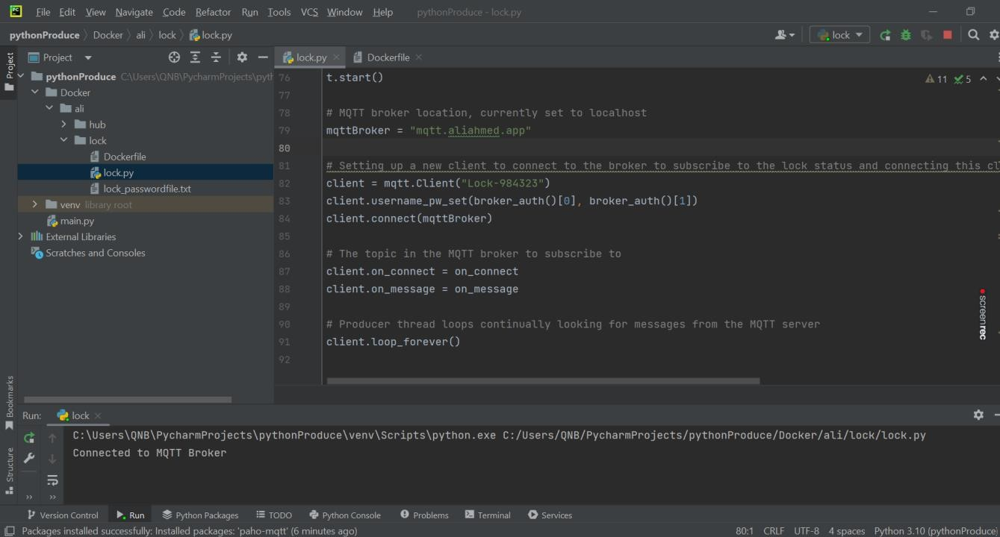 PC File Edit View Navigate Code Refactor Run Tools VCS Window Help pythonProduce - lock.py
pythonProduce Docker ali lock lock.py lock
Project
Project
lock.py Dockerfile
pythonProduce C:\Users\QNB\PycharmProjects\pyth
Docker
ali
hub
lock
Dockerfile
lock.py
lock_passwordfile.txt
venv library root
main.py
External Libraries
Scratches and Consoles
11 5
76 t.start()
77
78 # MQTT broker location, currently set to localhost
79 mqttBroker = "mqtt.aliahmed.app"
80
81 # Setting up a new client to connect to the broker to subscribe to the lock status and connecting this cl
82 client = mqtt.Client("Lock-984323")
83 client.username_pw_set(broker_auth()[0], broker_auth()[1])
84 client.connect(mqttBroker)
85
86 # The topic in the MQTT broker to subscribe to
87 client.on_connect = on_connect
88 client.on_message = on_message
89
90 # Producer thread loops continually looking for messages from the MQTT server
91 client.loop_forever()
92
screenrec
Bookmarks
Structure
Run: lock
C:\Users\QNB\PycharmProjects\pythonProduce\venv\Scripts\python.exe C:/Users/QNB/PycharmProjects/pythonProduce/Docker/ali/lock/lock.py
Connected to MQTT Broker
Version Control Run Python Packages TODO Python Console Problems Terminal Services
Packages installed successfully: Installed packages: 'paho-mqtt' (6 minutes ago) 80:1 CRLF UTF-8 4 spaces Python 3.10 (pythonProduce)